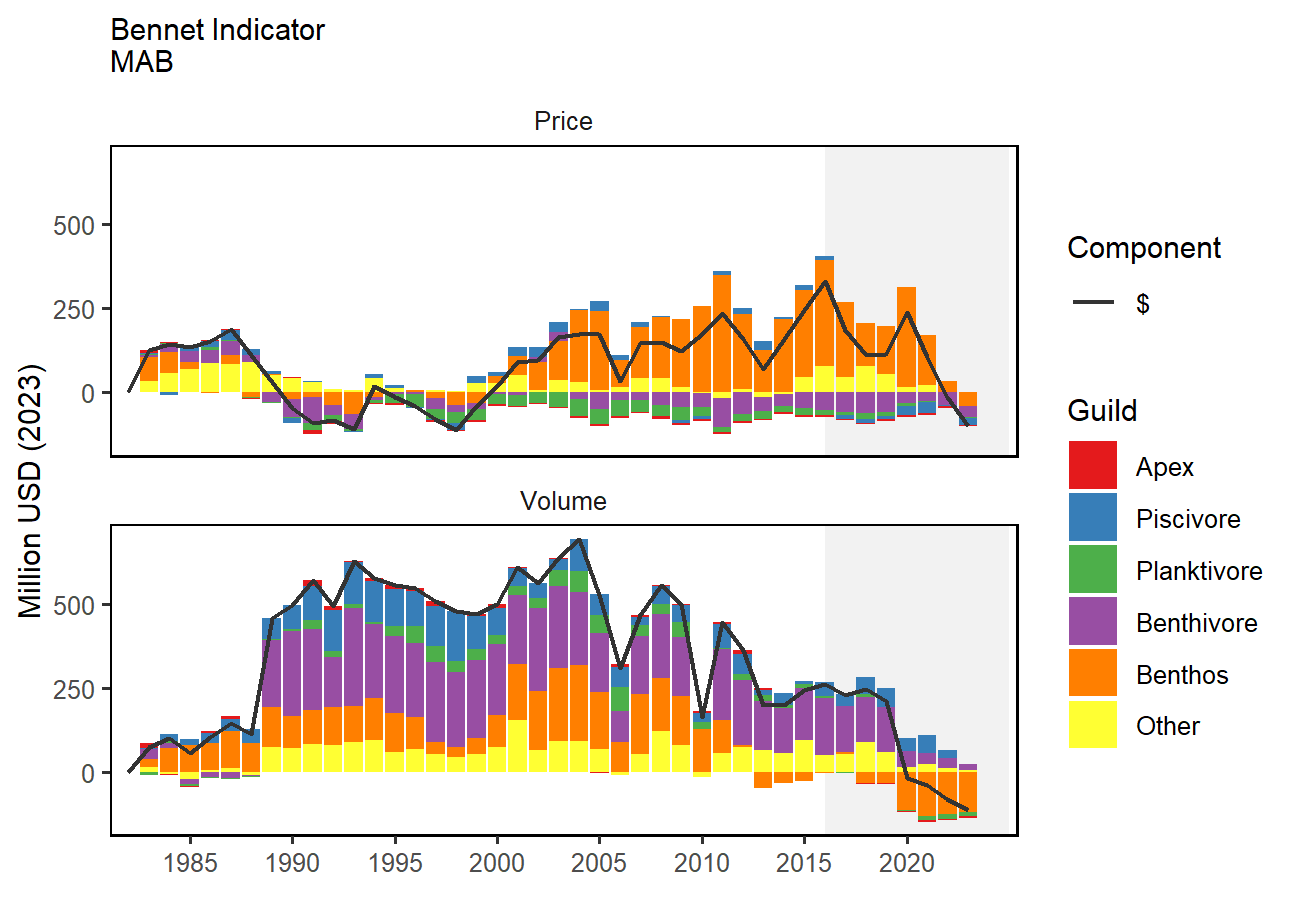 Bennet Indicator
MAB
Price
500
250
0
Volume
500
250
0
1985 1990 1995 2000 2005 2010 2015 2020
Million USD (2023)
Component
$
Guild
Apex
Piscivore
Planktivore
Benthivore
Benthos
Other